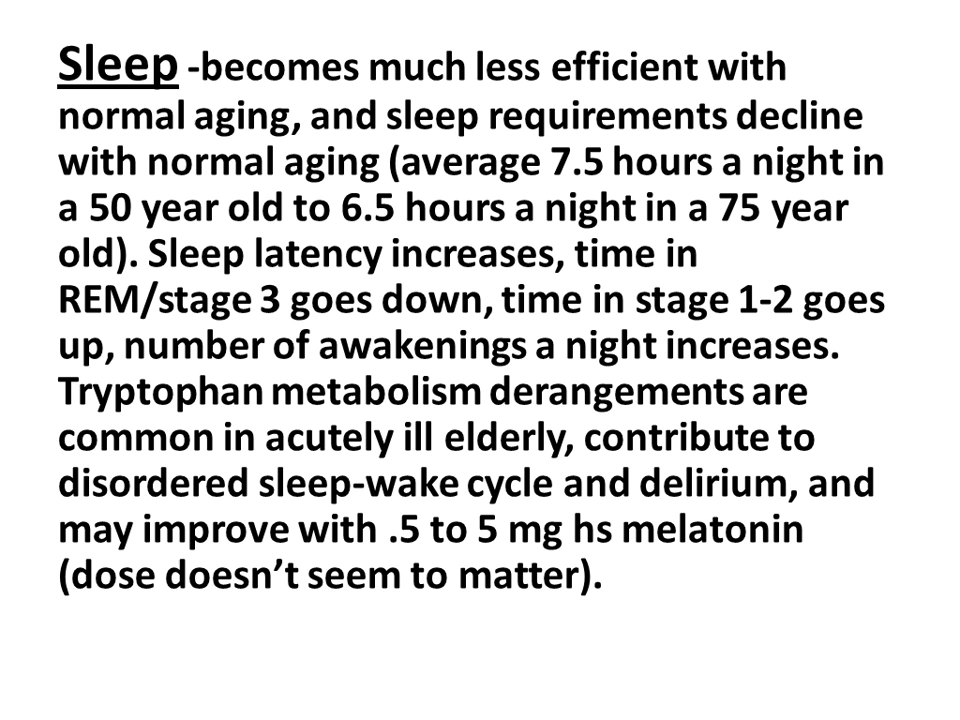 Sleep -becomes much less efficient with
normal aging, and sleep requirements decline
with normal aging (average 7.5 hours a night in
a 50 year old to 6.5 hours a night in a 75 year
old). Sleep latency increases, time in
REM/stage 3 goes down, time in stage 1-2 goes
up, number of awakenings a night increases.
Tryptophan metabolism derangements are
common in acutely ill elderly, contribute to
disordered sleep-wake cycle and delirium, and
may improve with .5 to 5 mg hs melatonin
(dose doesn’t seem to matter).